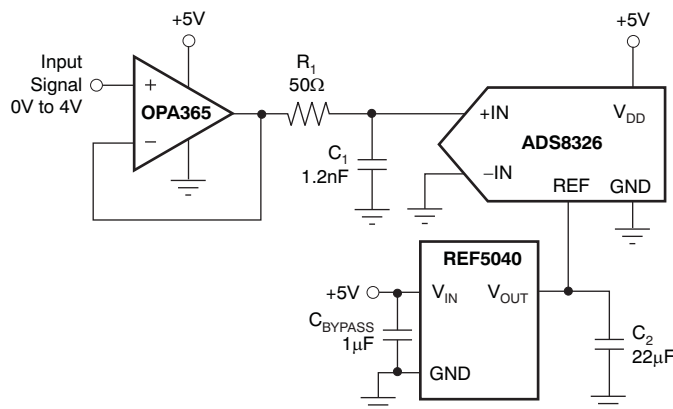 +5V
Input
Signal
0V to 4V
+
−
OPA365
R1
50Ω
C1
1.2nF
+5V
+IN
−IN
VDD
ADS8326
REF
GND
REF5040
+5V
VIN
VOUT
CBYPASS
1μF
GND
C2
22μF